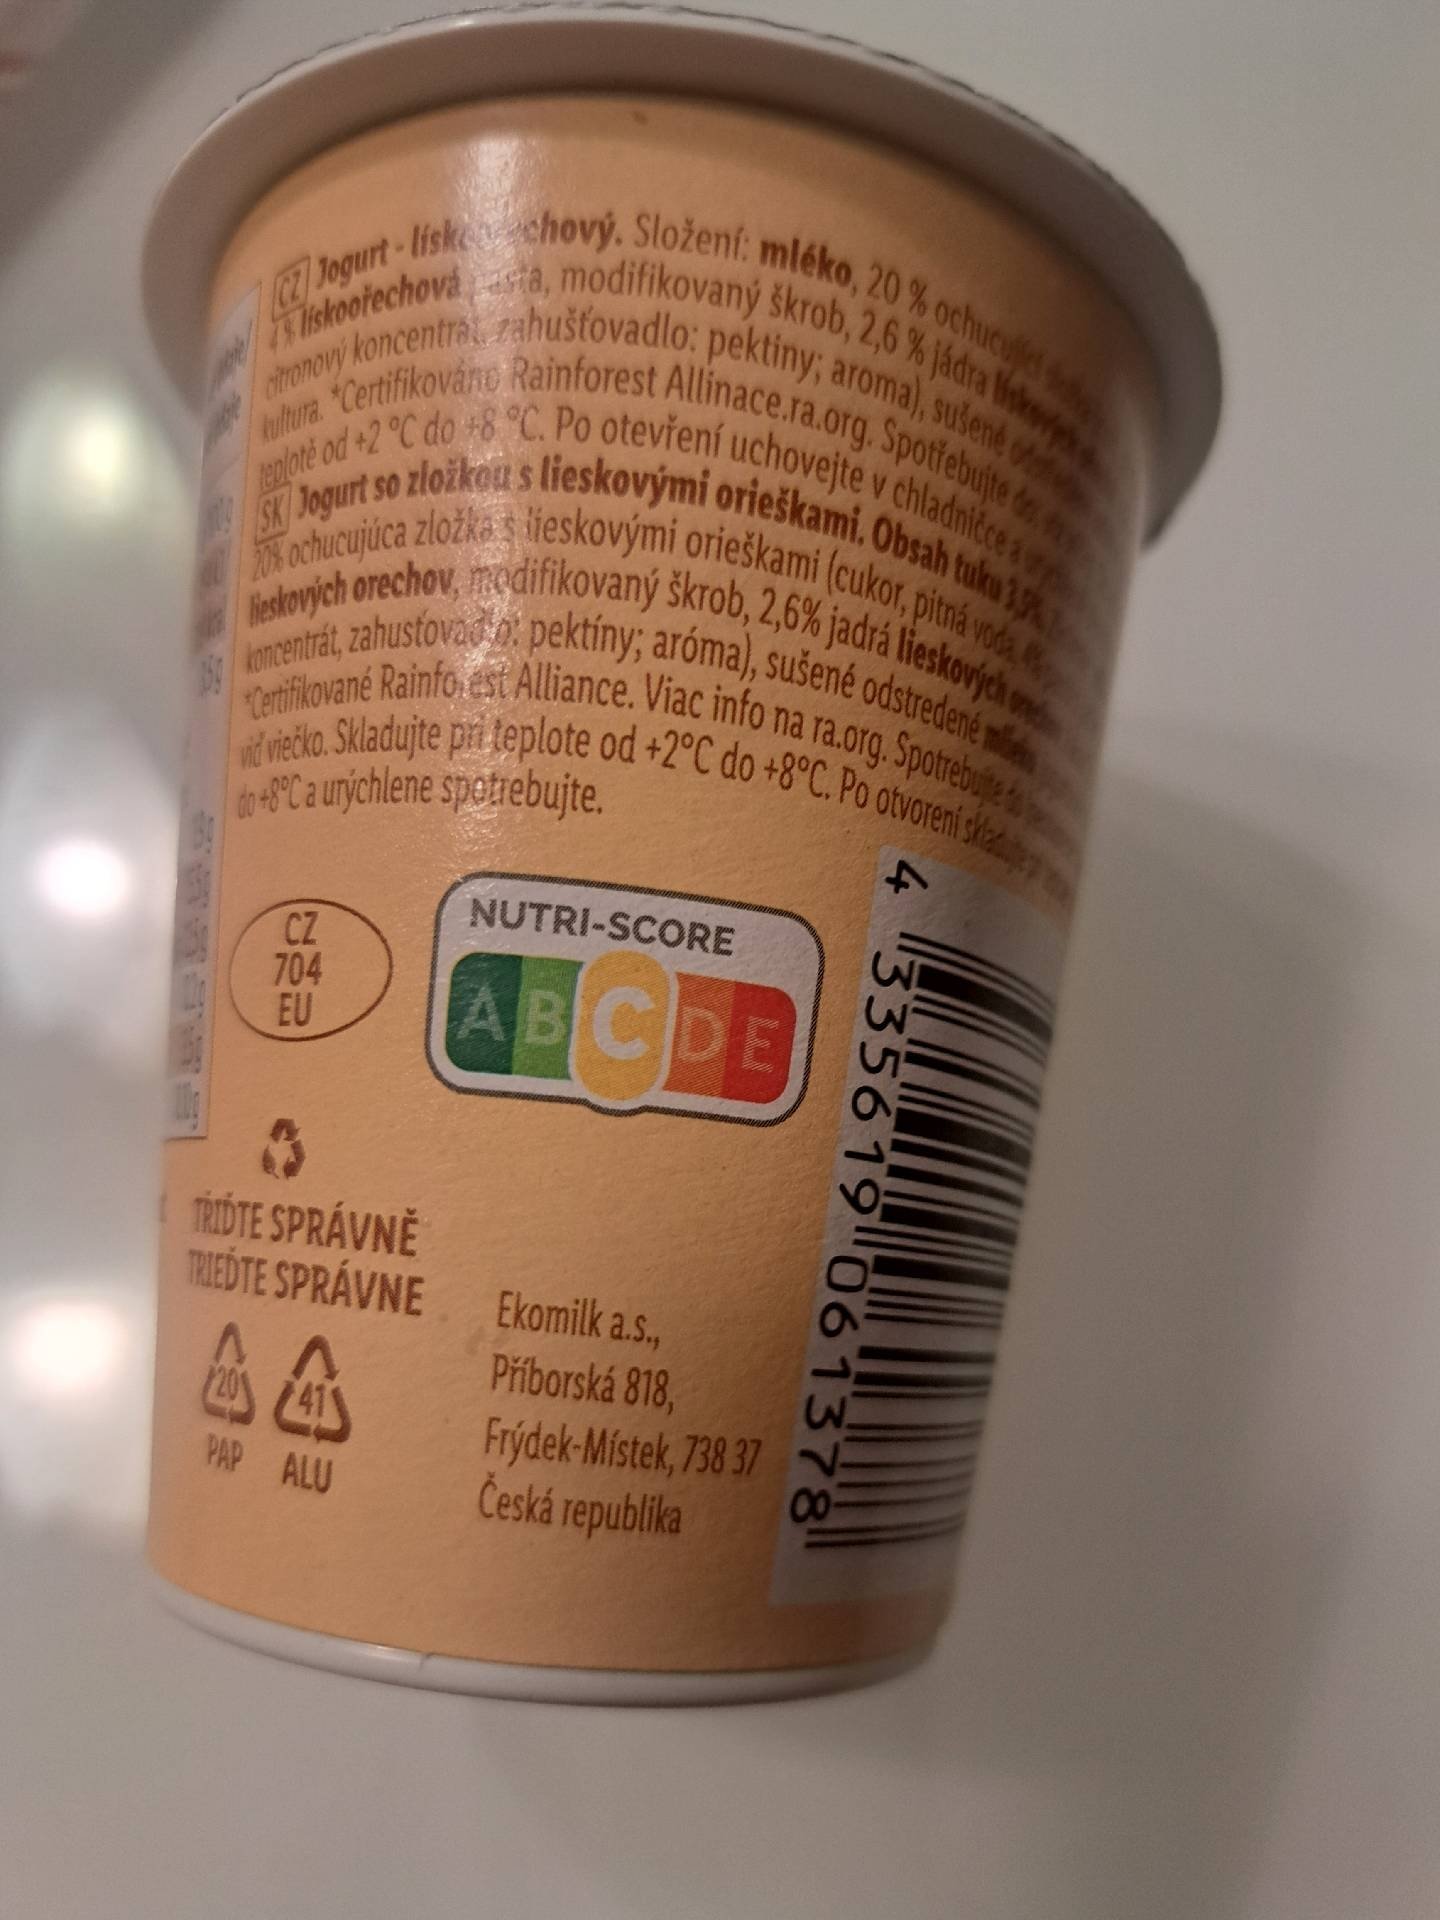 CZ Jogurt - chový. Složení: mléko, 20 %
4 % lískoořechová pasta, modifikovaný škrob, 2,6 % jádra
citronový koncentrát, zahušťovadlo: pektiny; aroma), sušené
kultura. *Certifikováno Rainforest Allinace.ra.org. Spotřebujte do:
teplotě od +2 °C do +8 °C. Po otevření uchovejte v chladničce a
SK Jogurt so zložkou s lieskovými orieškami. Obsah tuku
20% ochucujúca zložka s lieskovými orieškami (cukor, pitná voda,
lieskových orechov, modifikovaný škrob, 2,6% jadrá lieskových
koncentrát, zahusťovadlo: pektíny; aróma), sušené odstredené
*Certifikované Rainforest Alliance. Viac info na ra.org. Spotrebujte do
viď viečko. Skladujte pri teplote od +2°C do +8°C. Po otvorení skladujte
do +8°C a urýchlene spotrebujte.
CZ
704
EU
NUTRI-SCORE
A B C D E
4 335619 061378
TŘIĎTE SPRÁVNĚ
TRIEĎTE SPRÁVNE
20 41
PAP ALU
Ekomilk a.s.,
Příborská 818,
Frýdek-Místek, 738 37
Česká republika